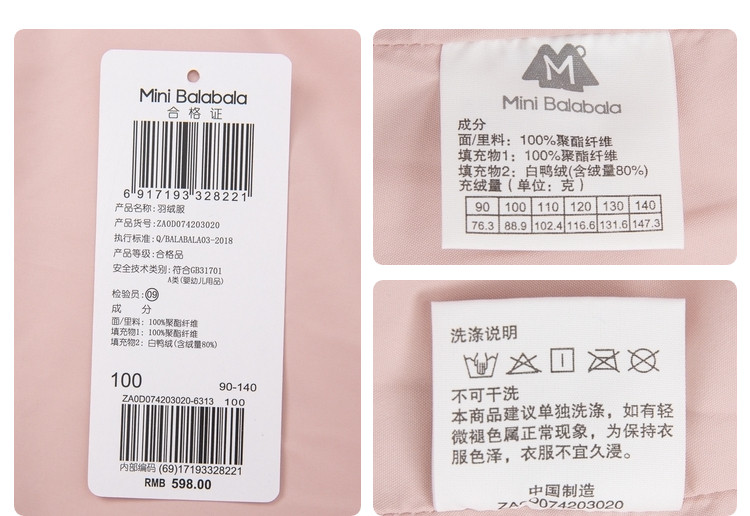 Mini Balabala
合格证
6 917193 328221
产品名称:羽绒服
产品货号:ZA0D074203020
执行标准:Q/BALABALA03-2018
产品等级:合格品
安全技术类别:符合GB31701
A类(婴幼儿用品)
检验员:09
成 分
面/里料:100%聚酯纤维
填充物1:100%聚酯纤维
填充物2:白鸭绒(含绒量80%)
100
90-140
ZA0D074203020-6313 100
内部编码 (69)17193328221
RMB 598.00
M
Mini Balabala
成分
面/里料:100%聚酯纤维
填充物1:100%聚酯纤维
填充物2:白鸭绒(含绒量80%)
充绒量(单位:克)
90 100 110 120 130 140
76.3 88.9 102.4 116.6 131.6 147.3
洗涤说明
不可干洗
本商品建议单独洗涤,如有轻
微褪色属正常现象,为保持衣
服色泽,衣服不宜久浸。
中国制造
ZA0D074203020